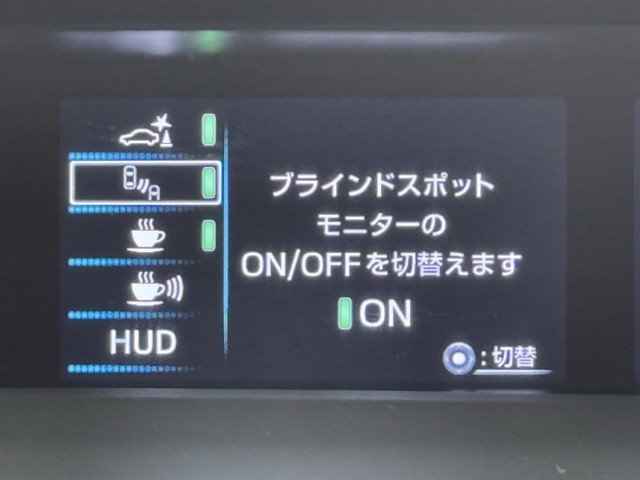 ブラインドスポット
モニターの
ON/OFFを切替えます
ON
HUD
:切替